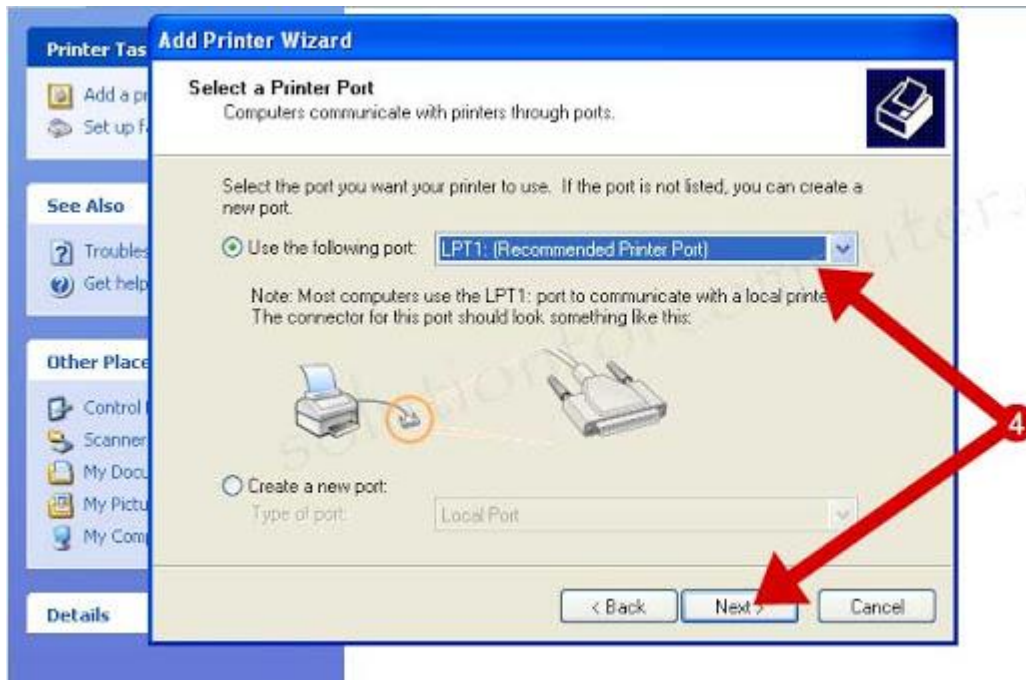 Add Printer Wizard
Printer Tas
Add a pr
Set up f
See Also
Troubles
Get help
Other Place
Control
Scanner
My Docu
My Pictu
My Com
Details
Select a Printer Port
Computers communicate with printers through ports.
Select the port you want your printer to use. If the port is not listed, you can create a
new port.
Use the following port:
LPT1: (Recommended Printer Port)
Note: Most computers use the LPT1: port to communicate with a local printe
The connector for this port should look something like this:
Create a new port:
Type of port:
Local Port
< Back
Next >
Cancel
4